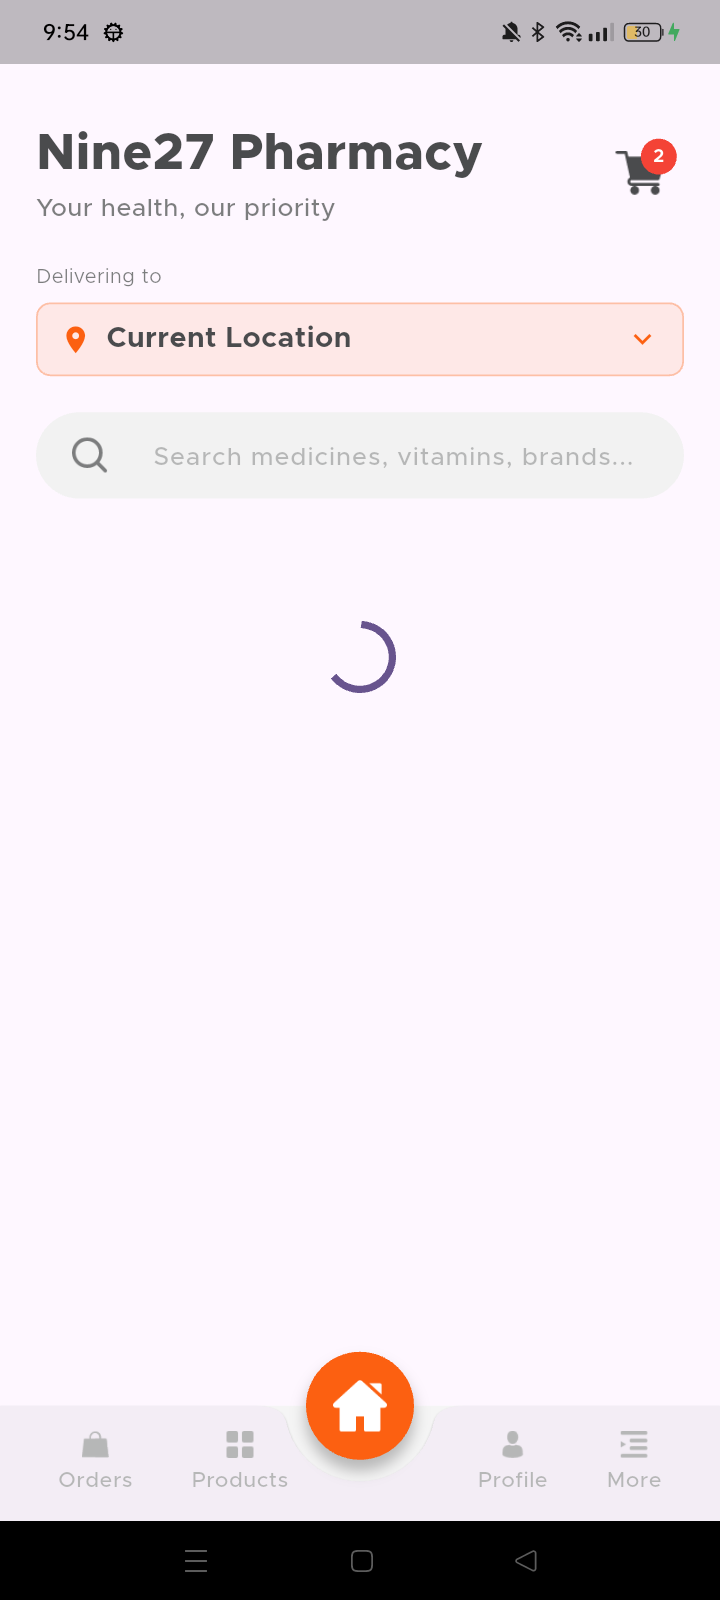 9:54
30
Nine27 Pharmacy
2
Your health, our priority
Delivering to
Current Location
Search medicines, vitamins, brands...
Orders
Products
Profile
More